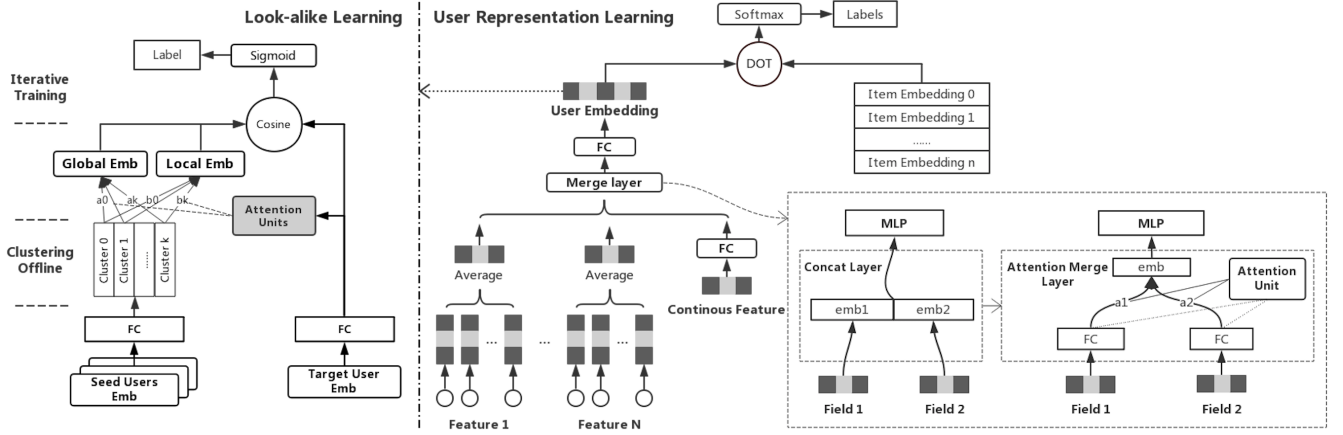 Look-alike Learning
User Representation Learning
Label
Sigmoid
Iterative
Training
Cosine
Global Emb
Local Emb
a0
ak
b0
bk
Attention
Units
Clustering
Offline
Cluster 0
Cluster 1
......
Cluster k
FC
FC
Seed Users
Emb
Target User
Emb
Softmax
Labels
DOT
User Embedding
Item Embedding 0
Item Embedding 1
......
Item Embedding n
FC
Merge layer
FC
Average
Average
Continous Feature
...
...
...
Feature 1
Feature N
MLP
Concat Layer
emb1
emb2
Field 1
Field 2
MLP
Attention Merge
Layer
emb
Attention
Unit
a1
a2
FC
FC
Field 1
Field 2